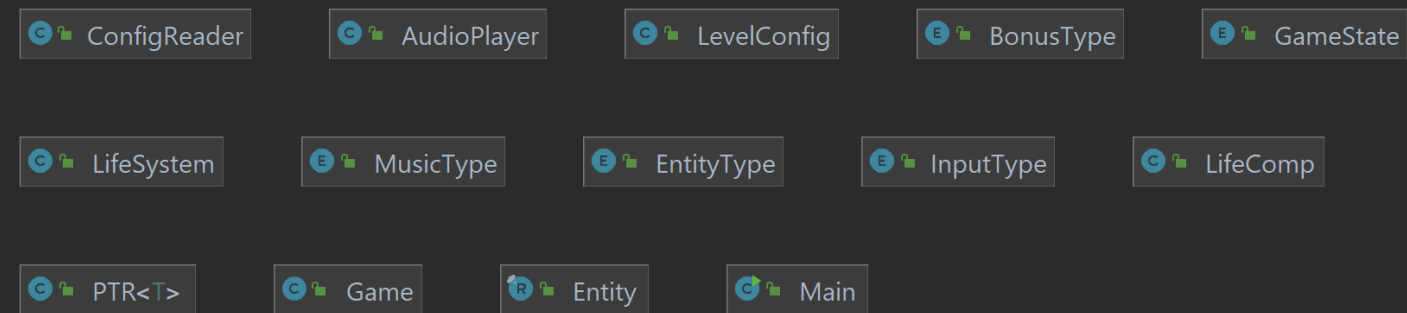 C ConfigReader C AudioPlayer C LevelConfig E BonusType E GameState
C LifeSystem E MusicType E EntityType E InputType C LifeComp
C PTR<T> C Game R Entity C Main